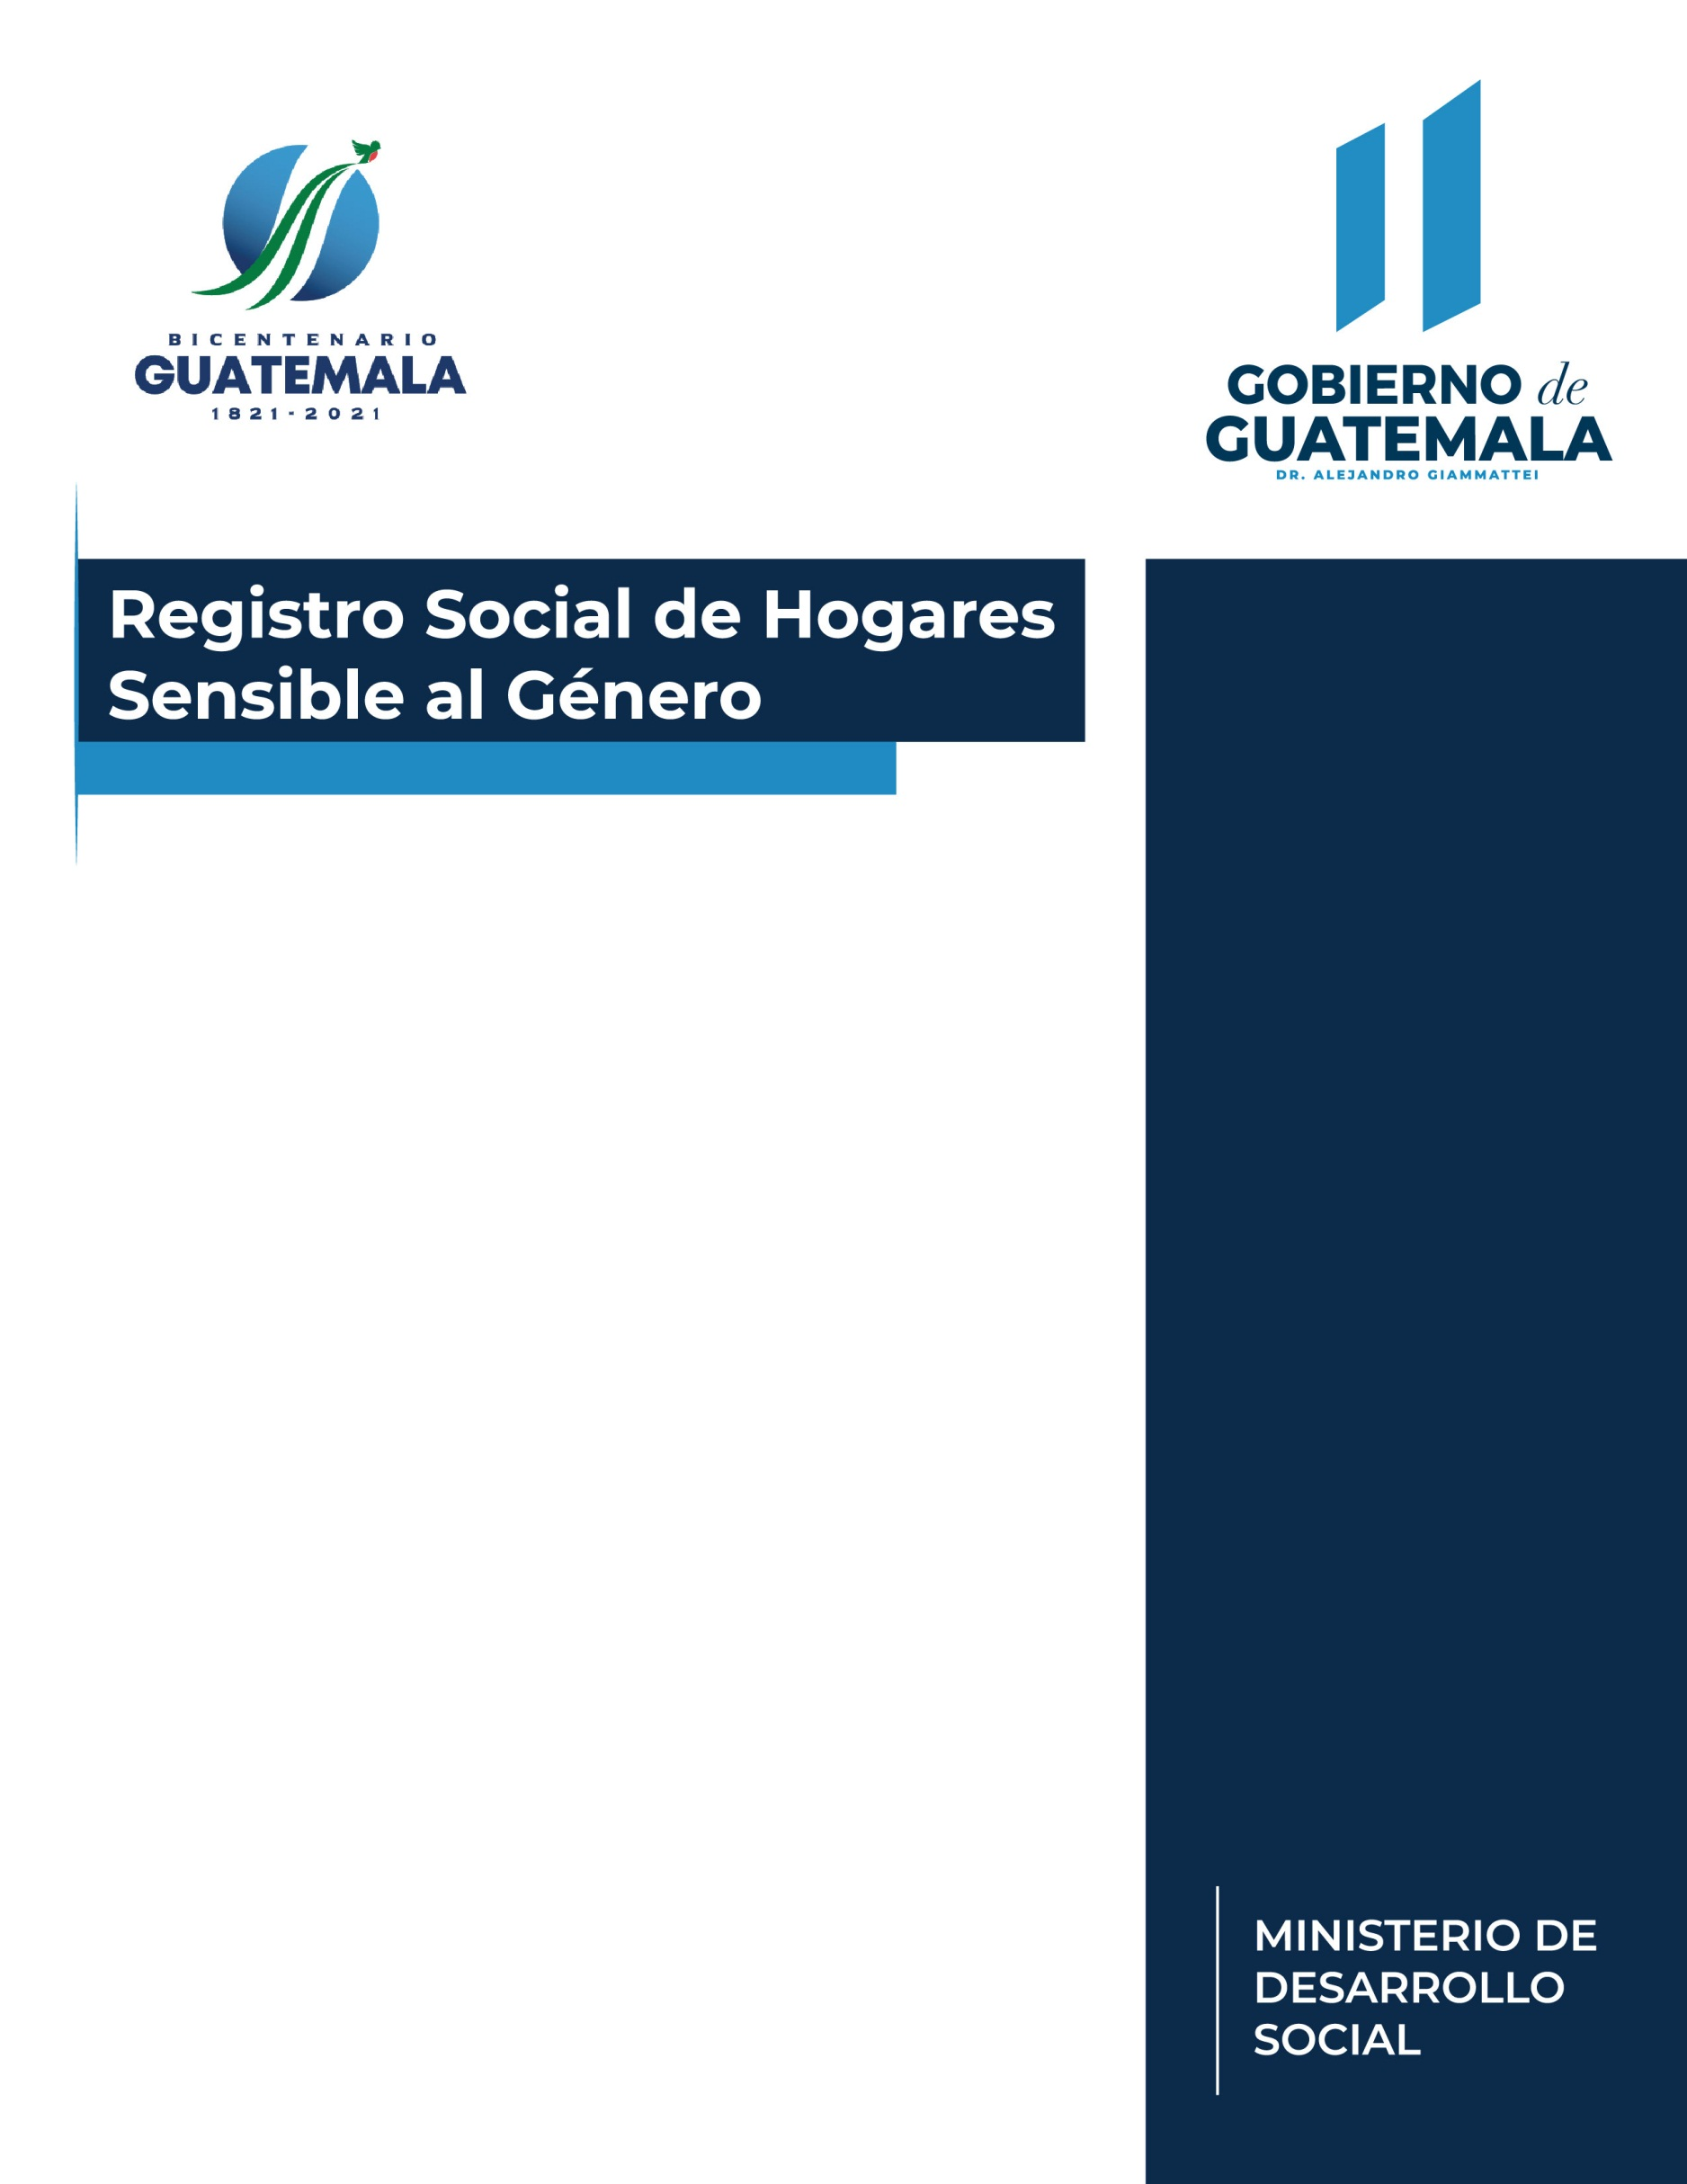 BICENTENARIO
GUATEMALA
1821-2021
GOBIERNO de
GUATEMALA
DR. ALEJANDRO GIAMMATTEI
Registro Social de Hogares
Sensible al Género
MINISTERIO DE
DESARROLLO
SOCIAL